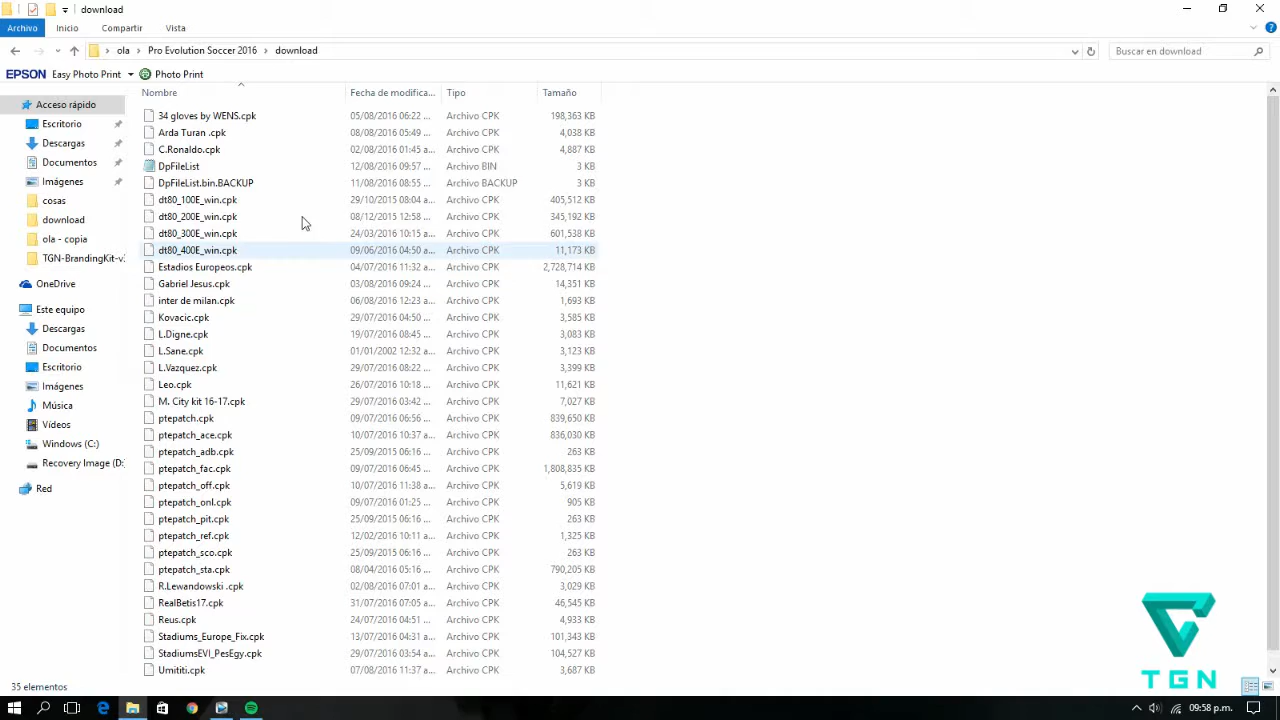 download
Archivo Inicio Compartir Vista
ola Pro Evolution Soccer 2016 download Buscar en download
EPSON Easy Photo Print Photo Print
Nombre Fecha de modifica... Tipo Tamaño
Acceso rápido
Escritorio
Descargas
Documentos
Imágenes
cosas
download
ola - copia
TGN-BrandingKit-v
OneDrive
Este equipo
Descargas
Documentos
Escritorio
Imágenes
Música
Vídeos
Windows (C:)
Recovery Image (D:
Red
34 gloves by WENS.cpk 05/08/2016 06:22 ... Archivo CPK 198,363 KB
Arda Turan .cpk 08/08/2016 05:49 ... Archivo CPK 4,038 KB
C.Ronaldo.cpk 02/08/2016 01:45 a... Archivo CPK 4,887 KB
DpFileList 12/08/2016 09:57 ... Archivo BIN 3 KB
DpFileList.bin.BACKUP 11/08/2016 08:55 ... Archivo BACKUP 3 KB
dt80_100E_win.cpk 29/10/2015 08:04 a... Archivo CPK 405,512 KB
dt80_200E_win.cpk 08/12/2015 12:58 ... Archivo CPK 345,192 KB
dt80_300E_win.cpk 24/03/2016 10:15 a... Archivo CPK 601,538 KB
dt80_400E_win.cpk 09/06/2016 04:50 a... Archivo CPK 11,173 KB
Estadios Europeos.cpk 04/07/2016 11:32 a... Archivo CPK 2,728,714 KB
Gabriel Jesus.cpk 03/08/2016 09:24 ... Archivo CPK 14,351 KB
inter de milan.cpk 06/08/2016 12:23 a... Archivo CPK 1,693 KB
Kovacic.cpk 29/07/2016 04:50 ... Archivo CPK 3,585 KB
L.Digne.cpk 19/07/2016 08:45 ... Archivo CPK 3,083 KB
L.Sane.cpk 01/01/2002 12:32 a... Archivo CPK 3,123 KB
L.Vazquez.cpk 29/07/2016 08:22 ... Archivo CPK 3,399 KB
Leo.cpk 26/07/2016 10:18 ... Archivo CPK 11,621 KB
M. City kit 16-17.cpk 29/07/2016 03:42 ... Archivo CPK 7,027 KB
ptepatch.cpk 09/07/2016 06:56 ... Archivo CPK 839,650 KB
ptepatch_ace.cpk 10/07/2016 10:37 ... Archivo CPK 836,030 KB
ptepatch_adb.cpk 25/09/2015 06:16 ... Archivo CPK 263 KB
ptepatch_fac.cpk 09/07/2016 06:45 ... Archivo CPK 1,808,835 KB
ptepatch_off.cpk 10/07/2016 11:38 ... Archivo CPK 5,619 KB
ptepatch_onl.cpk 09/07/2016 01:25 ... Archivo CPK 905 KB
ptepatch_pit.cpk 25/09/2015 06:16 ... Archivo CPK 263 KB
ptepatch_ref.cpk 12/02/2016 10:11 ... Archivo CPK 1,325 KB
ptepatch_sco.cpk 25/09/2015 06:16 ... Archivo CPK 263 KB
ptepatch_sta.cpk 08/04/2016 05:16 ... Archivo CPK 790,205 KB
R.Lewandowski .cpk 02/08/2016 07:01 a... Archivo CPK 3,029 KB
RealBetis17.cpk 31/07/2016 07:05 a... Archivo CPK 46,545 KB
Reus.cpk 24/07/2016 04:51 ... Archivo CPK 4,933 KB
Stadiums_Europe_Fix.cpk 13/07/2016 04:31 a... Archivo CPK 101,343 KB
StadiumsEVI_PesEgy.cpk 29/07/2016 03:54 a... Archivo CPK 104,527 KB
Umititi.cpk 07/08/2016 11:37 a... Archivo CPK 3,687 KB
35 elementos
TGN
09:58 p.m.